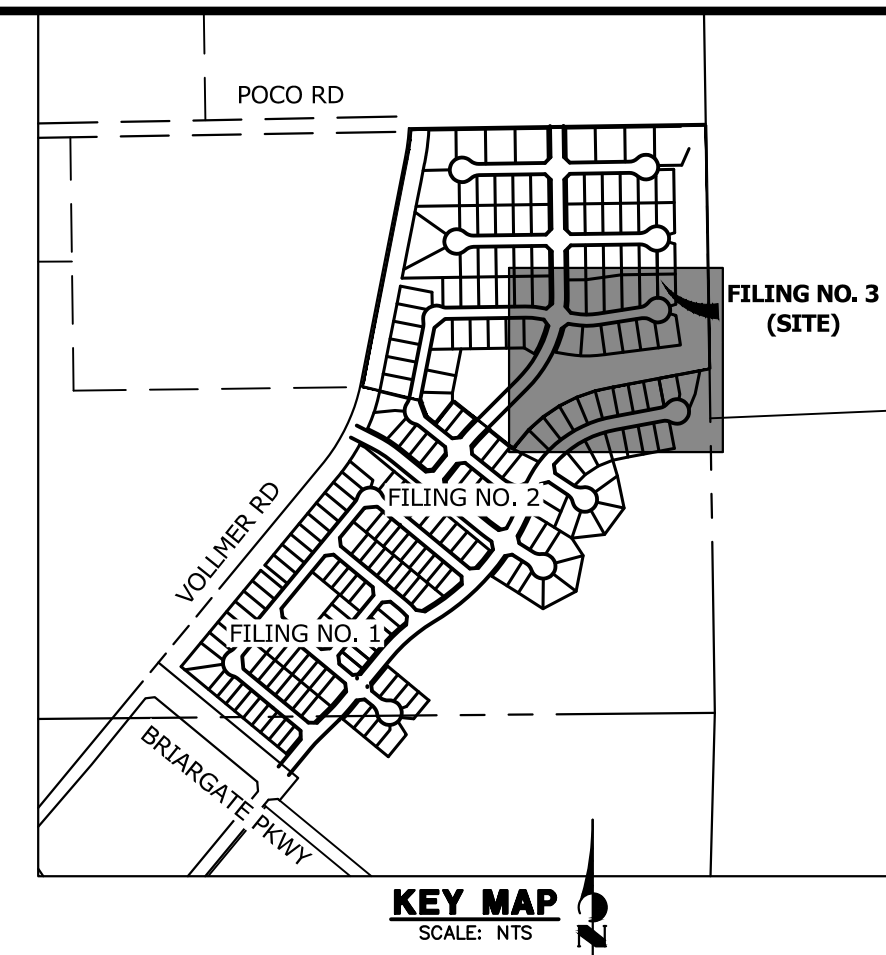 POCO RD
FILING NO. 3
(SITE)
FILING NO. 2
VOLLMER RD
FILING NO. 1
BRIARGATE PKWY
KEY MAP
SCALE: NTS
N